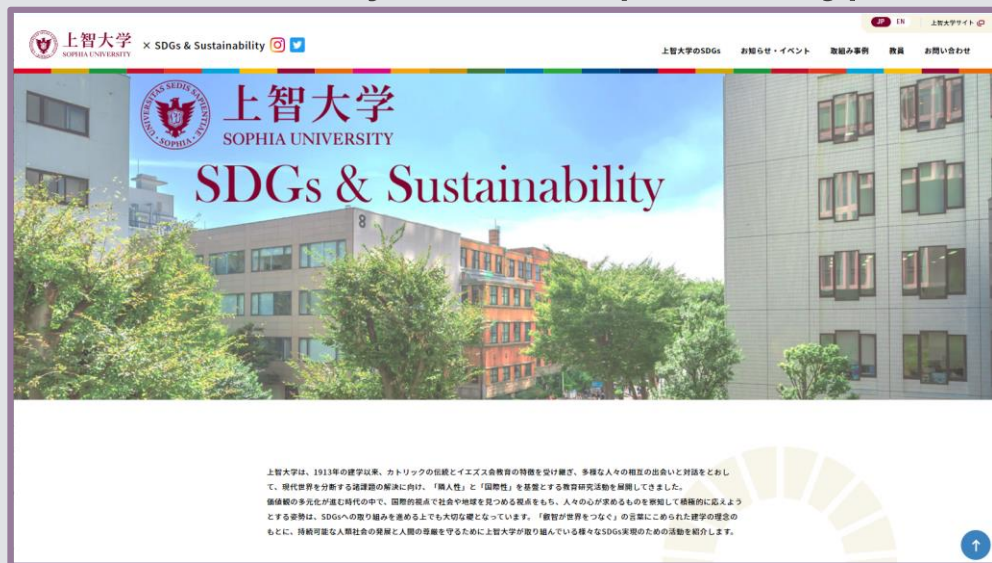 JP EN 上智大学サイト
上智大学 SOPHIA UNIVERSITY × SDGs & Sustainability
上智大学のSDGs お知らせ・イベント 取組み事例 教員 お問い合わせ
UNIVERSITAS SEDIS SAPIENTIAE SOPHIA
上智大学
SOPHIA UNIVERSITY
SDGs & Sustainability
8
上智大学は、1913年の建学以来、カトリックの伝統とイエズス会教育の特徴を受け継ぎ、多様な人々の相互の出会いと対話をとおし
て、現代世界を分断する諸課題の解決に向け、「隣人性」と「国際性」を基盤とする教育研究活動を展開してきました。
価値観の多元化が進む時代の中で、国際的視点で社会や地球を見つめる視点をもち、人々の心が求めるものを察知して積極的に応えよう
とする姿勢は、SDGsへの取り組みを進める上でも大切な礎となっています。「叡智が世界をつなぐ」の言葉にこめられた建学の理念の
もとに、持続可能な人類社会の発展と人間の尊厳を守るために上智大学が取り組んでいる様々なSDGs実現のための活動を紹介します。